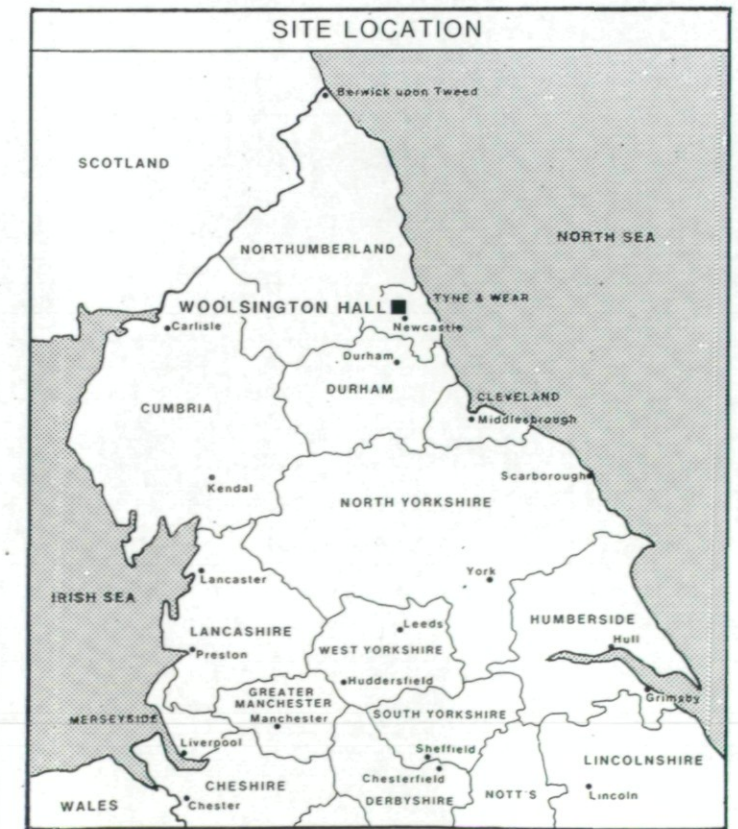 SITE LOCATION
Berwick upon Tweed
SCOTLAND
NORTH SEA
NORTHUMBERLAND
TYNE & WEAR
WOOLSINGTON HALL
Carlisle
Newcastle
Durham
DURHAM
CLEVELAND
CUMBRIA
Middlesbrough
Scarborough
Kendal
NORTH YORKSHIRE
York
Lancaster
IRISH SEA
HUMBERSIDE
Leeds
LANCASHIRE
Hull
WEST YORKSHIRE
Preston
Huddersfield
GREATER
MANCHESTER
Grimsby
SOUTH YORKSHIRE
MERSEYSIDE
Manchester
Liverpool
Sheffield
LINCOLNSHIRE
Chesterfield
CHESHIRE
NOTT'S
Lincoln
DERBYSHIRE
WALES
Chester